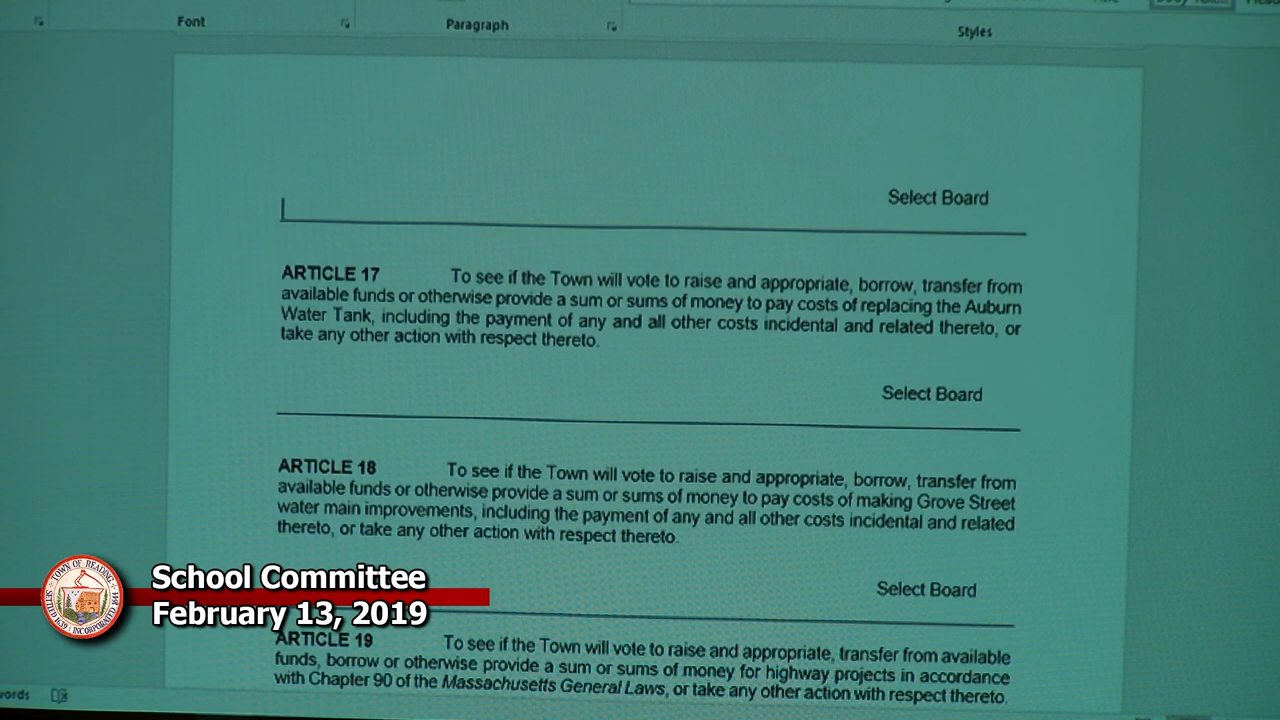 Font
Paragraph
Styles
Select Board
ARTICLE 17 To see if the Town will vote to raise and appropriate, borrow, transfer from
available funds or otherwise provide a sum or sums of money to pay costs of replacing the Auburn
Water Tank, including the payment of any and all other costs incidental and related thereto, or
take any other action with respect thereto.
Select Board
ARTICLE 18 To see if the Town will vote to raise and appropriate, borrow, transfer from
available funds or otherwise provide a sum or sums of money to pay costs of making Grove Street
water main improvements, including the payment of any and all other costs incidental and related
thereto, or take any other action with respect thereto.
Select Board
TOWN OF READING
SETTLED 1639 INCORPORATED 1644
School Committee
February 13, 2019
ARTICLE 19 To see if the Town will vote to raise and appropriate, transfer from available
funds, borrow or otherwise provide a sum or sums of money for highway projects in accordance
with Chapter 90 of the Massachusetts General Laws, or take any other action with respect thereto.